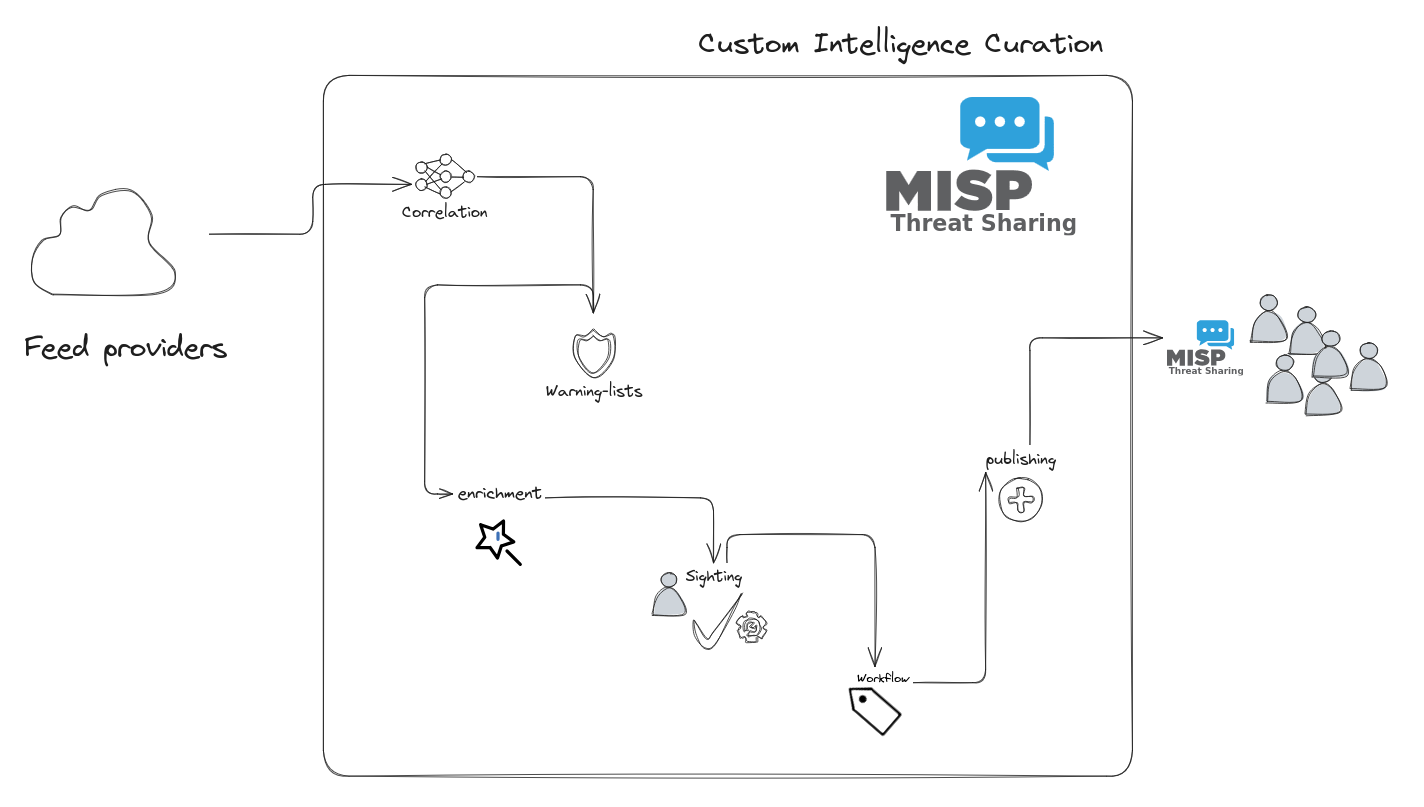 Custom Intelligence Curation
MISP
Threat Sharing
Correlation
Feed providers
Warning-lists
MISP
Threat Sharing
publishing
enrichment
Sighting
Workflow